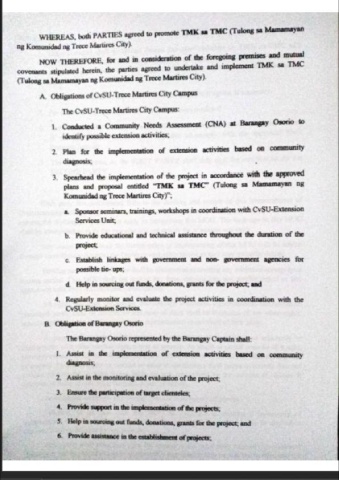 WHEREAS, both PARTIES agreed to promote TMK sa TMC (Tulong sa Mamamayan
ng Komunidad ng Trece Martires City).
NOW THEREFORE, for and in consideration of the foregoing premises and mutual
covenants stipulated herein, the parties agreed to undertake and implement TMK sa TMC
(Tulong sa Mamamayan ng Komunidad ng Trece Martires City).
A. Obligations of CvSU-Trece Martires City Campus
The CvSU-Trece Martires City Campus:
1. Conducted a Community Needs Assessment (CNA) at Barangay Osorio to
identify possible extension activities;
2. Plan for the implementation of extension activities based on community
diagnosis;
3. Spearhead the implementation of the project in accordance with the approved
plans and proposal entitled "TMK sa TMC" (Tulong sa Mamamayan ng
Komunidad ng Trece Martires City)";
a. Sponsor seminars, trainings, workshops in coordination with CvSU-Extension
Services Unit;
b. Provide educational and technical assistance throughout the duration of the
project;
c. Establish linkages with government and non- government agencies for
possible tie- ups;
d. Help in sourcing out funds, donations, grants for the project; and
4. Regularly monitor and evaluate the project activities in coordination with the
CvSU-Extension Services.
B. Obligation of Barangay Osorio
The Barangay Osorio represented by the Barangay Captain shall:
1. Assist in the implementation of extension activities based on community
diagnosis;
2. Assist in the monitoring and evaluation of the project;
3. Ensure the participation of target clienteles;
4. Provide support in the implementation of the projects;
5. Help in sourcing out funds, donations, grants for the project; and
6. Provide assistance in the establishment of projects;